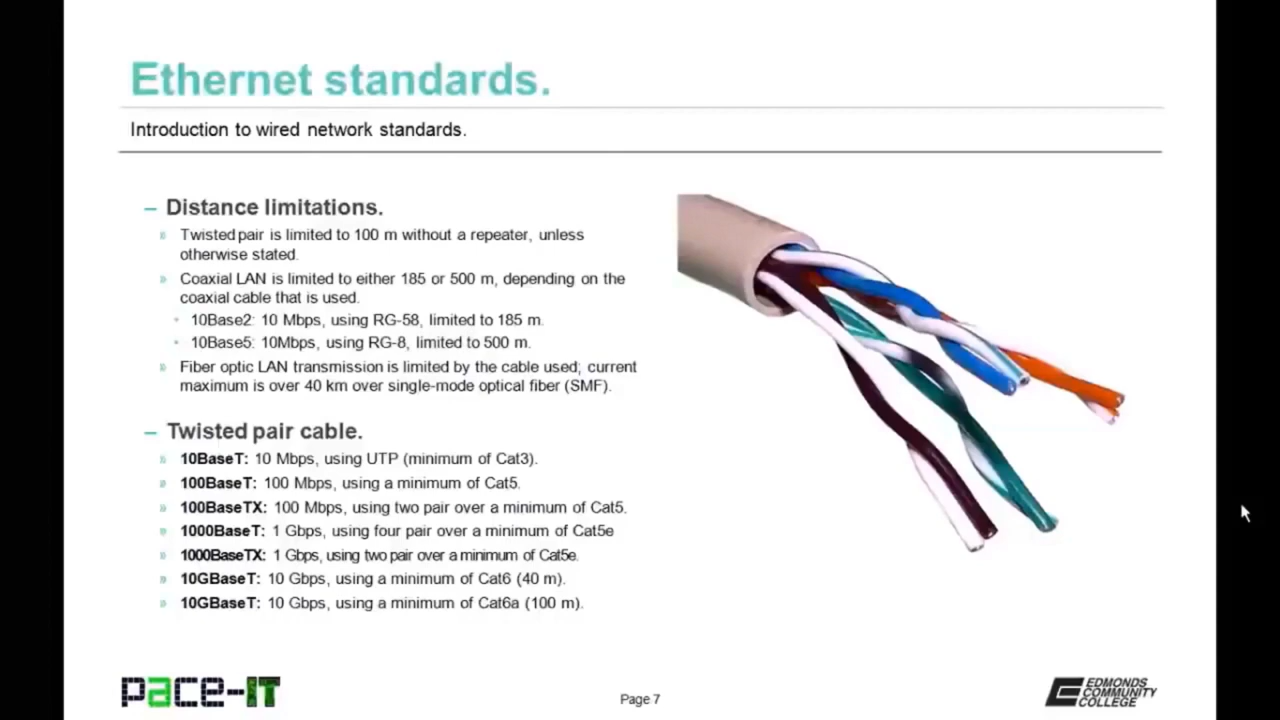 Ethernet standards.
Introduction to wired network standards.
– Distance limitations.
» Twisted pair is limited to 100 m without a repeater, unless
otherwise stated.
» Coaxial LAN is limited to either 185 or 500 m, depending on the
coaxial cable that is used.
• 10Base2: 10 Mbps, using RG-58, limited to 185 m.
• 10Base5: 10Mbps, using RG-8, limited to 500 m.
» Fiber optic LAN transmission is limited by the cable used; current
maximum is over 40 km over single-mode optical fiber (SMF).
– Twisted pair cable.
» 10BaseT: 10 Mbps, using UTP (minimum of Cat3).
» 100BaseT: 100 Mbps, using a minimum of Cat5.
» 100BaseTX: 100 Mbps, using two pair over a minimum of Cat5.
» 1000BaseT: 1 Gbps, using four pair over a minimum of Cat5e
» 1000BaseTX: 1 Gbps, using two pair over a minimum of Cat5e.
» 10GBaseT: 10 Gbps, using a minimum of Cat6 (40 m).
» 10GBaseT: 10 Gbps, using a minimum of Cat6a (100 m).
pace-IT
Page 7
EDMONDS
COMMUNITY
COLLEGE